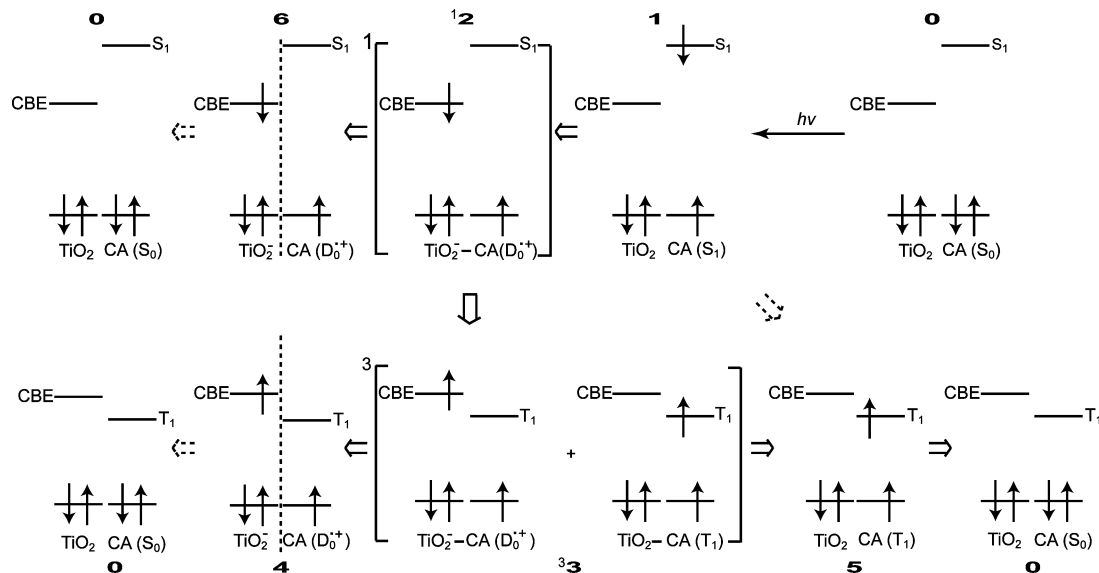 0 6 ¹2 1 0
S₁ 1 S₁ S₁ S₁ S₁
CBE CBE CBE CBE CBE
hν
TiO₂ CA (S₀) TiO₂⁻ CA (D₀•⁺) TiO₂⁻–CA(D₀•⁺) TiO₂ CA (S₁) TiO₂ CA (S₀)
3
CBE T₁ CBE T₁ CBE T₁ CBE T₁ CBE T₁ CBE T₁
+
TiO₂ CA (S₀) TiO₂⁻ CA (D₀•⁺) TiO₂⁻–CA (D₀•⁺) TiO₂–CA (T₁) TiO₂ CA (T₁) TiO₂ CA (S₀)
0 4 ³3 5 0